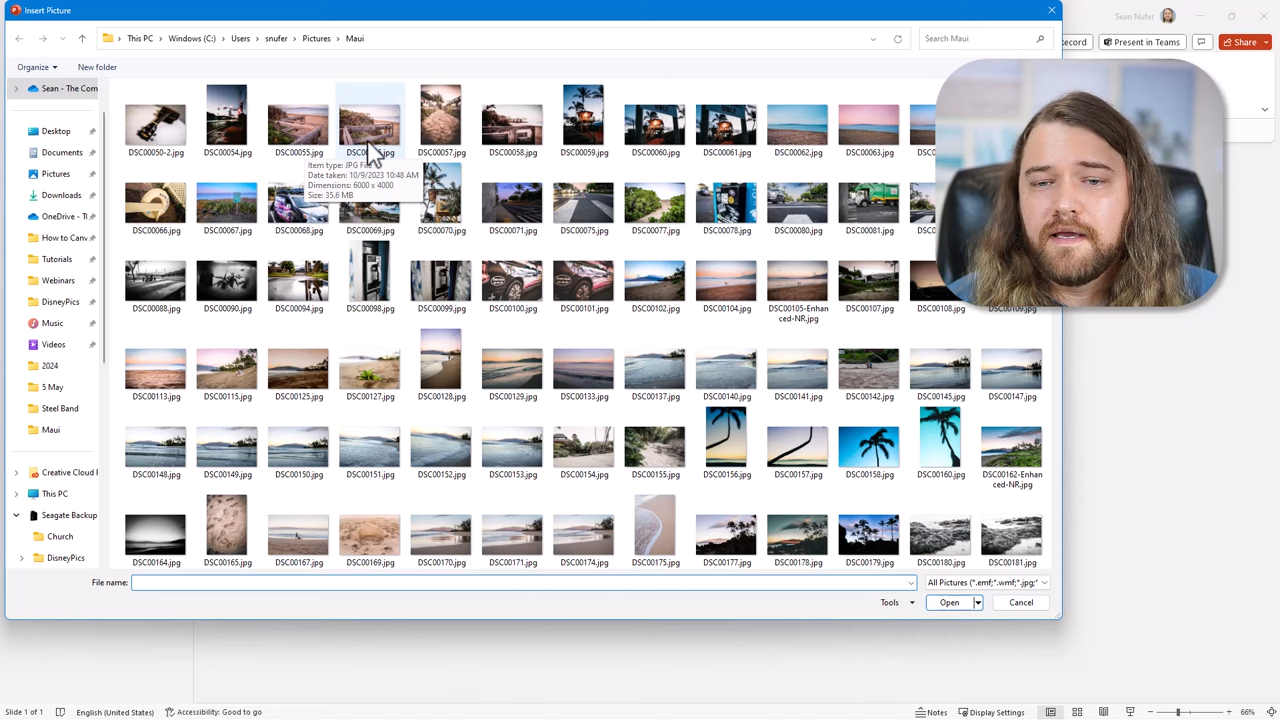 Insert Picture
Sean Nufer
This PC > Windows (C:) > Users > snufer > Pictures > Maui
Search Maui
Present in Teams
Share
Organize
New folder
Sean - The Com
Desktop
Documents
Pictures
Downloads
OneDrive -
How to Canv
Tutorials
Webinars
DisneyPics
Music
Videos
2024
5 May
Steel Band
Maui
Creative Cloud F
This PC
Seagate Backup
Church
DisneyPics
DSC00050-2.jpg DSC00054.jpg DSC00055.jpg DSC00057.jpg DSC00058.jpg DSC00059.jpg DSC00060.jpg DSC00061.jpg DSC00062.jpg DSC00063.jpg
Item type: JPG File
Date taken: 10/9/2023 10:48 AM
Dimensions: 6000 x 4000
Size: 35.6 MB
DSC00066.jpg DSC00067.jpg DSC00068.jpg DSC00069.jpg DSC00070.jpg DSC00071.jpg DSC00075.jpg DSC00077.jpg DSC00078.jpg DSC00080.jpg DSC00081.jpg
DSC00088.jpg DSC00090.jpg DSC00094.jpg DSC00098.jpg DSC00099.jpg DSC00100.jpg DSC00101.jpg DSC00102.jpg DSC00104.jpg DSC00105-Enhan
ced-NR.jpg DSC00107.jpg DSC00108.jpg DSC00109.jpg
DSC00113.jpg DSC00115.jpg DSC00125.jpg DSC00127.jpg DSC00128.jpg DSC00129.jpg DSC00133.jpg DSC00137.jpg DSC00140.jpg DSC00141.jpg DSC00142.jpg DSC00145.jpg DSC00147.jpg
DSC00148.jpg DSC00149.jpg DSC00150.jpg DSC00151.jpg DSC00152.jpg DSC00153.jpg DSC00154.jpg DSC00155.jpg DSC00156.jpg DSC00157.jpg DSC00158.jpg DSC00160.jpg DSC00162-Enhan
ced-NR.jpg
DSC00164.jpg DSC00165.jpg DSC00167.jpg DSC00169.jpg DSC00170.jpg DSC00171.jpg DSC00174.jpg DSC00175.jpg DSC00177.jpg DSC00178.jpg DSC00179.jpg DSC00180.jpg DSC00181.jpg
File name:
All Pictures (*.emf;*.wmf;*.jpg;*
Tools
Open
Cancel
Slide 1 of 1
English (United States)
Accessibility: Good to go
Notes
Display Settings
66%